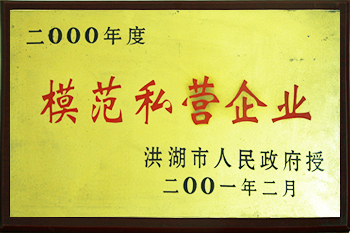 二000年度
模范私营企业
洪湖市人民政府授
二00一年二月